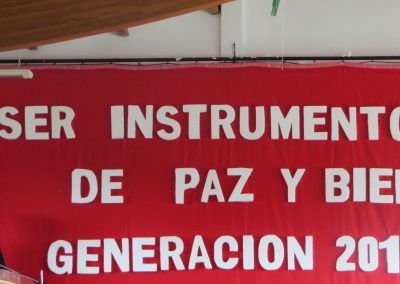 SER INSTRUMENTO
DE PAZ Y BIE
GENERACION 201